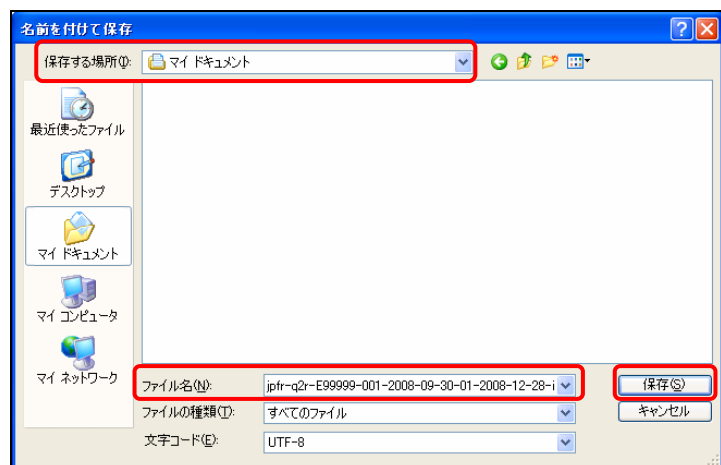 名前を付けて保存
保存する場所(I):
マイ ドキュメント
最近使ったファイル
デスクトップ
マイ ドキュメント
マイ コンピュータ
マイ ネットワーク
ファイル名(N):
jpfr-q2r-E99999-001-2008-09-30-01-2008-12-28-i
保存(S)
ファイルの種類(T):
すべてのファイル
キャンセル
文字コード(E):
UTF-8